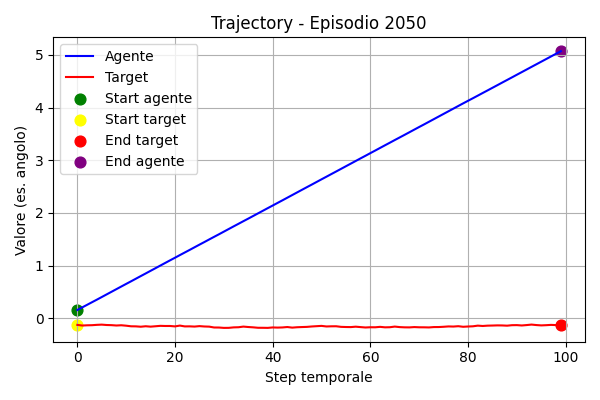 Trajectory - Episodio 2050
Valore (es. angolo)
5
4
3
2
1
0
Agente
Target
Start agente
Start target
End target
End agente
0 20 40 60 80 100
Step temporale